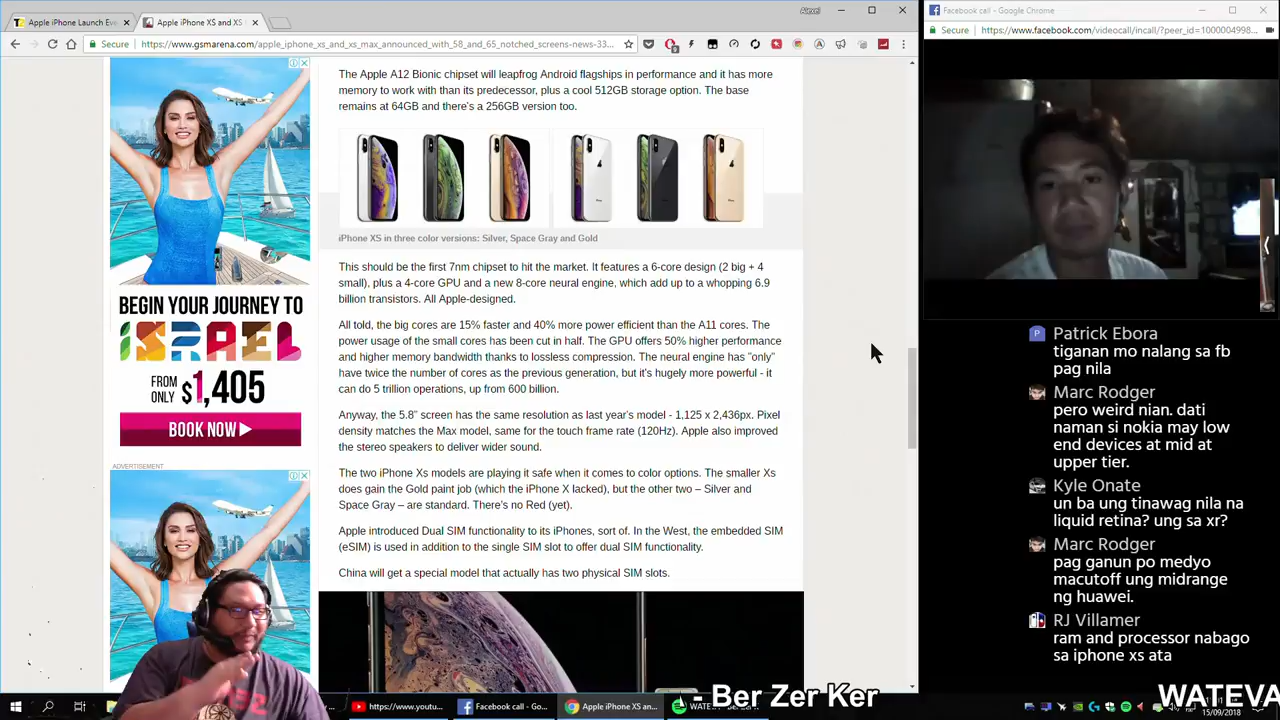 Apple iPhone Launch Eve
Apple iPhone XS and XS
Alexel
Facebook call - Google Chrome
Secure
https://www.gsmarena.com/apple_iphone_xs_and_xs_max_announced_with_58_and_65_notched_screens-news-33...
Secure
https://www.facebook.com/videocall/incall/?peer_id=1000004998...
The Apple A12 Bionic chipset will leapfrog Android flagships in performance and it has more
memory to work with than its predecessor, plus a cool 512GB storage option. The base
remains at 64GB and there's a 256GB version too.
iPhone XS in three color versions: Silver, Space Gray and Gold
This should be the first 7nm chipset to hit the market. It features a 6-core design (2 big + 4
small), plus a 4-core GPU and a new 8-core neural engine, which add up to a whopping 6.9
billion transistors. All Apple-designed.
All told, the big cores are 15% faster and 40% more power efficient than the A11 cores. The
power usage of the small cores has been cut in half. The GPU offers 50% higher performance
and higher memory bandwidth thanks to lossless compression. The neural engine has "only"
have twice the number of cores as the previous generation, but it's hugely more powerful - it
can do 5 trillion operations, up from 600 billion.
Anyway, the 5.8" screen has the same resolution as last year's model - 1,125 x 2,436px. Pixel
density matches the Max model, same for the touch frame rate (120Hz). Apple also improved
the stereo speakers to deliver wider sound.
The two iPhone Xs models are playing it safe when it comes to color options. The smaller Xs
does gain the Gold paint job (which the iPhone X lacked), but the other two – Silver and
Space Gray – are standard. There's no Red (yet).
Apple introduced Dual SIM functionality to its iPhones, sort of. In the West, the embedded SIM
(eSIM) is used in addition to the single SIM slot to offer dual SIM functionality.
China will get a special model that actually has two physical SIM slots.
BEGIN YOUR JOURNEY TO
ISRAEL
FROM
ONLY $1,405
BOOK NOW
ADVERTISEMENT
P
Patrick Ebora
tiganan mo nalang sa fb
pag nila
Marc Rodger
pero weird nian. dati
naman si nokia may low
end devices at mid at
upper tier.
Kyle Onate
un ba ung tinawag nila na
liquid retina? ung sa xr?
Marc Rodger
pag ganun po medyo
macutoff ung midrange
ng huawei.
RJ Villamer
ram and processor nabago
sa iphone xs ata
- Ber Zer Ker
WATEVA
https://www.youtu...
Facebook call - Go...
Apple iPhone XS an...
15/09/2018